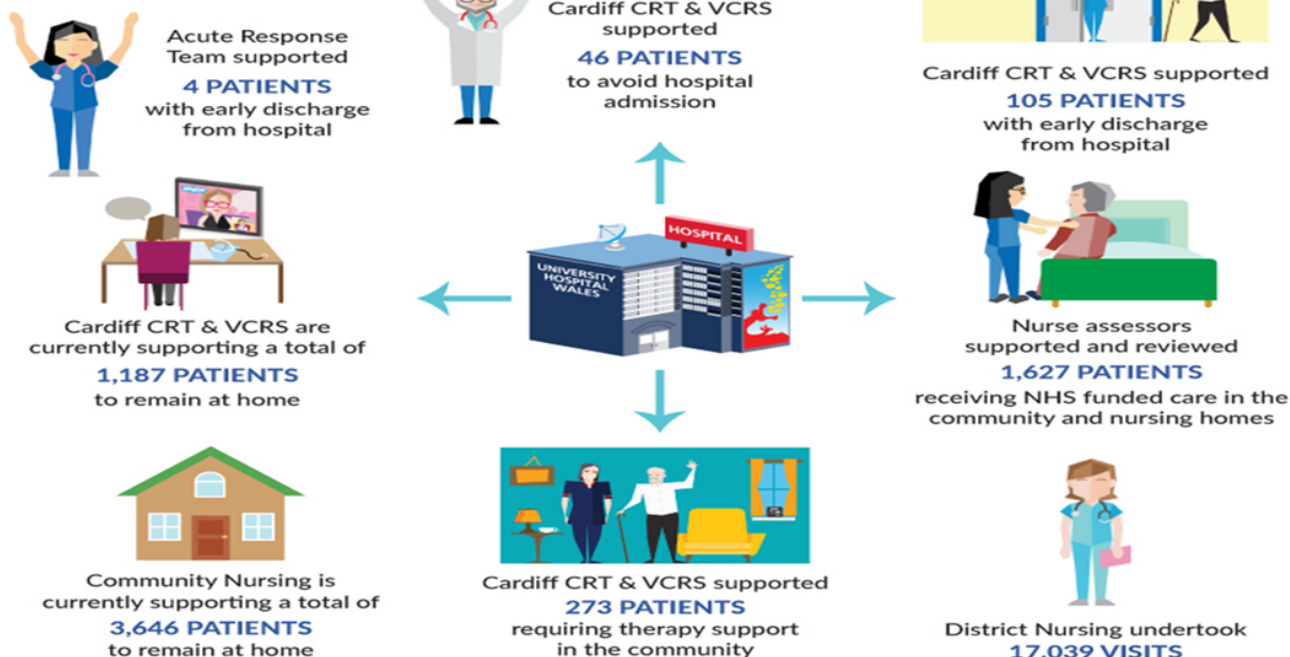 Acute Response
Team supported
4 PATIENTS
with early discharge
from hospital
Cardiff CRT & VCRS
supported
46 PATIENTS
to avoid hospital
admission
Cardiff CRT & VCRS supported
105 PATIENTS
with early discharge
from hospital
Cardiff CRT & VCRS are
currently supporting a total of
1,187 PATIENTS
to remain at home
HOSPITAL
UNIVERSITY
HOSPITAL
WALES
Nurse assessors
supported and reviewed
1,627 PATIENTS
receiving NHS funded care in the
community and nursing homes
Community Nursing is
currently supporting a total of
3,646 PATIENTS
to remain at home
Cardiff CRT & VCRS supported
273 PATIENTS
requiring therapy support
in the community
District Nursing undertook
17,039 VISITS